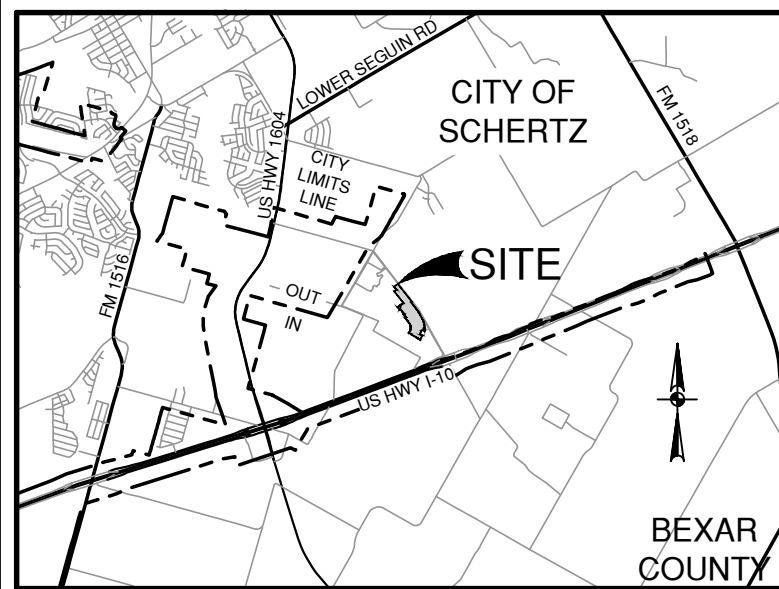 LOWER SEGUIN RD
CITY OF
SCHERTZ
FM 1518
US HWY 1604
CITY
LIMITS
LINE
FM 1516
SITE
OUT
IN
US HWY I-10
BEXAR
COUNTY